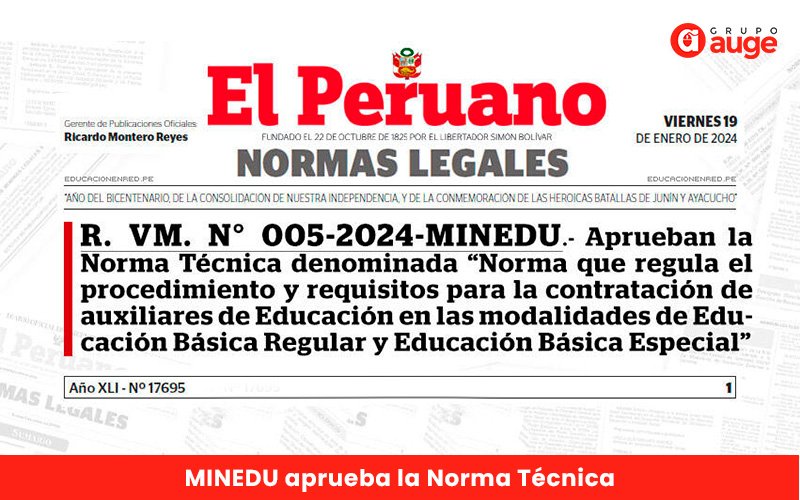 GRUPO
auge
El Peruano
Gerente de Publicaciones Oficiales
Ricardo Montero Reyes
FUNDADO EL 22 DE OCTUBRE DE 1825 POR EL LIBERTADOR SIMÓN BOLÍVAR
VIERNES 19
DE ENERO DE 2024
NORMAS LEGALES
EDUCACIONENRED.PE
EDUCACIONENRED.PE
"AÑO DEL BICENTENARIO, DE LA CONSOLIDACIÓN DE NUESTRA INDEPENDENCIA, Y DE LA CONMEMORACIÓN DE LAS HEROICAS BATALLAS DE JUNÍN Y AYACUCHO"
R. VM. N° 005-2024-MINEDU.- Aprueban la
Norma Técnica denominada “Norma que regula el
procedimiento y requisitos para la contratación de
auxiliares de Educación en las modalidades de Edu-
cación Básica Regular y Educación Básica Especial”
Año XLI - Nº 17695
1
NORMAS LEGALES
MINEDU aprueba la Norma Técnica